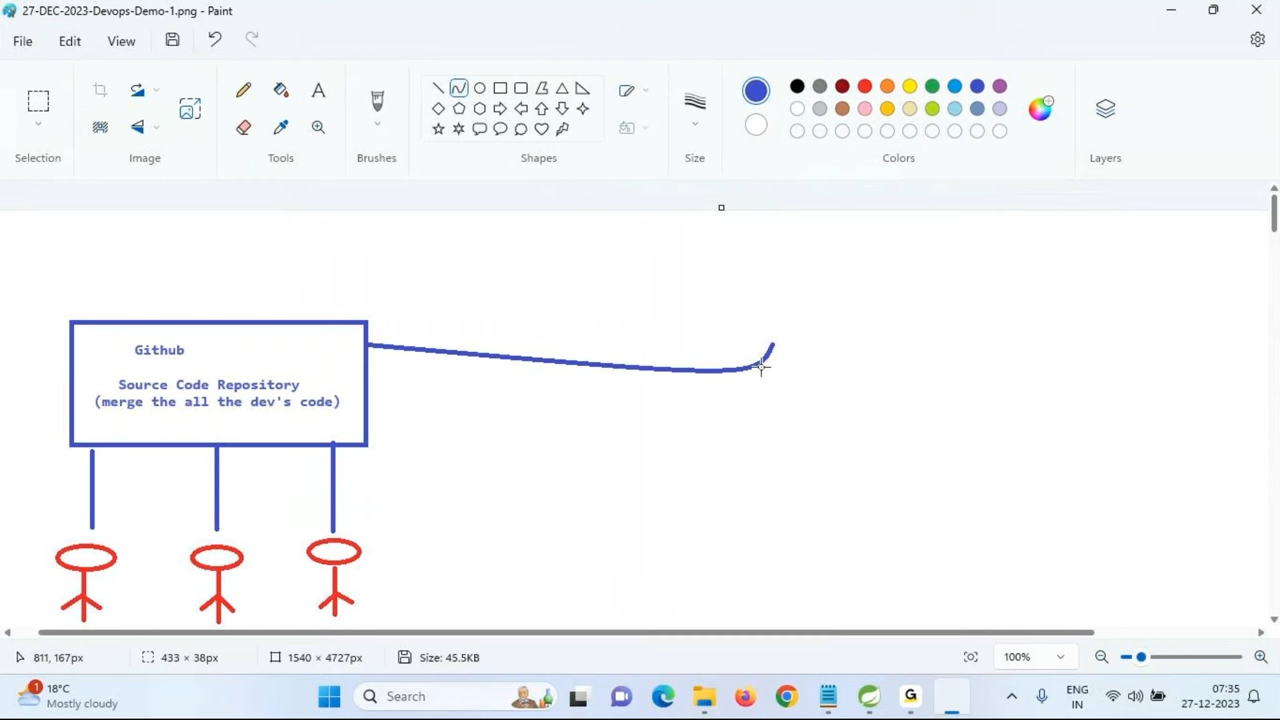 27-DEC-2023-Devops-Demo-1.png - Paint
File Edit View
Selection Image Tools Brushes Shapes Size Colors Layers
Github
Source Code Repository
(merge the all the dev's code)
811, 167px 433 × 38px 1540 × 4727px Size: 45.5KB 100%
1 18°C
Mostly cloudy
Search
ENG
IN
07:35
27-12-2023